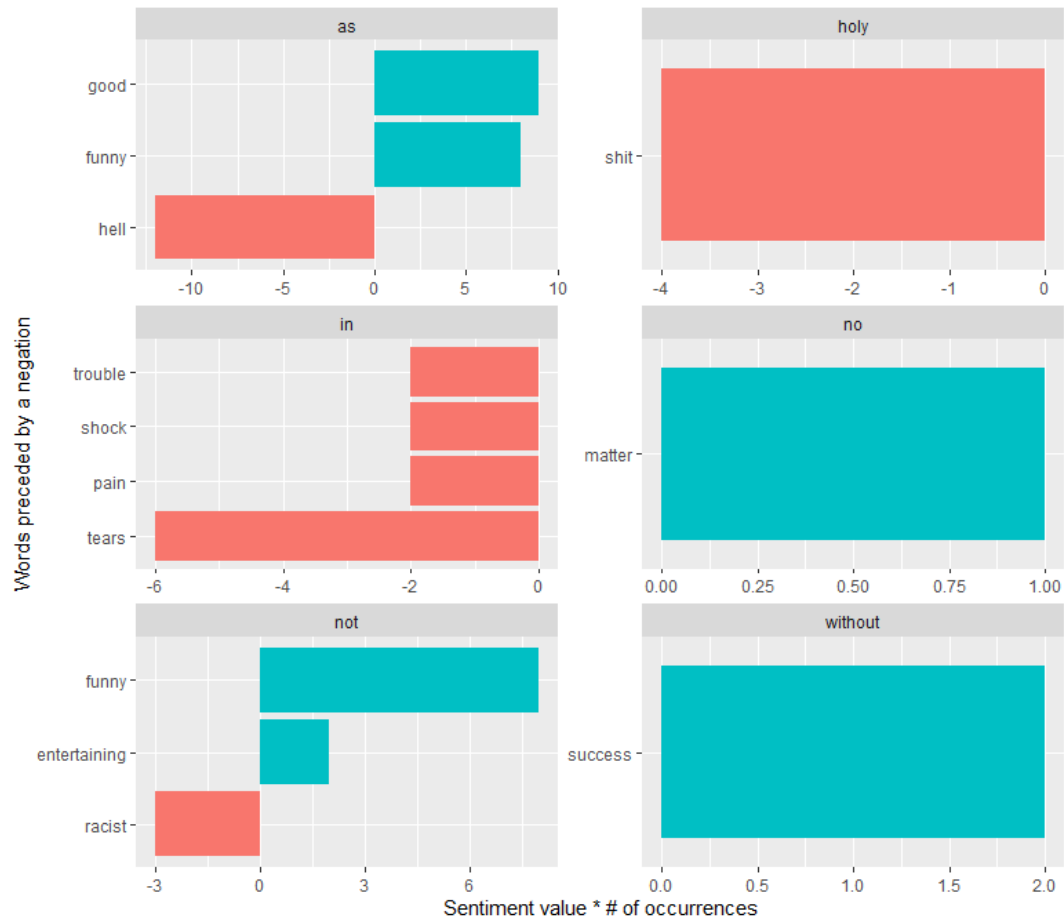 as
good
funny
hell
-10 -5 0 5 10
holy
shit
-4 -3 -2 -1 0
in
trouble
shock
pain
tears
-6 -4 -2 0
no
matter
0.00 0.25 0.50 0.75 1.00
not
funny
entertaining
racist
-3 0 3 6
without
success
0.0 0.5 1.0 1.5 2.0
Words preceded by a negation
Sentiment value * # of occurrences